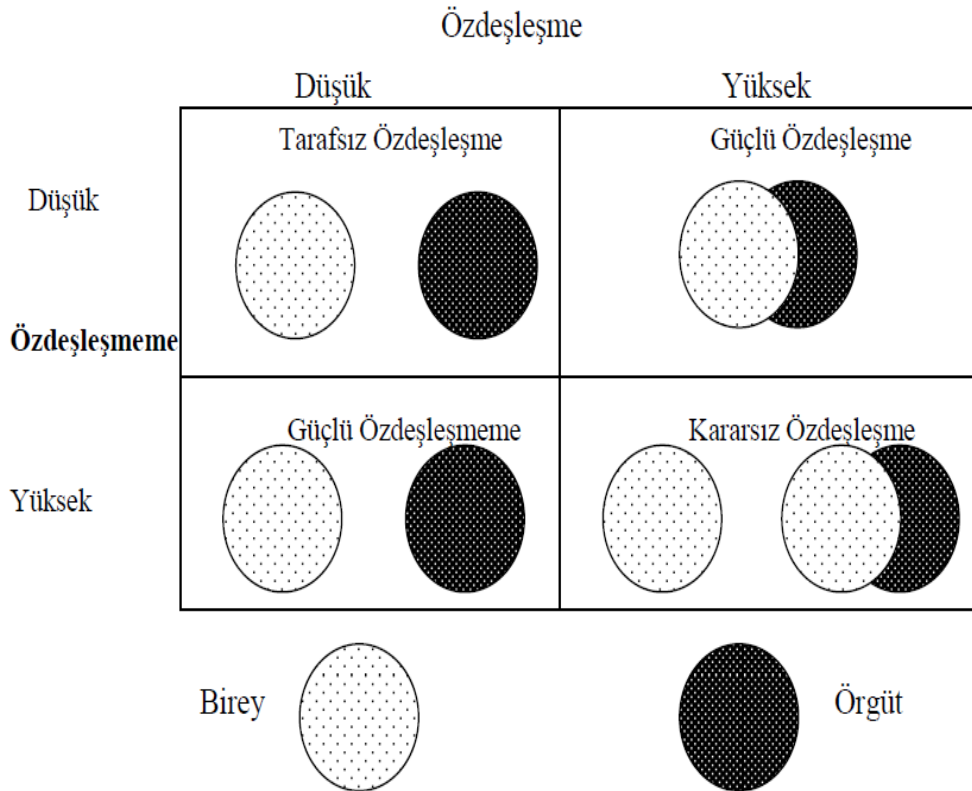 Özdeşleşme
Düşük Yüksek
Tarafsız Özdeşleşme Güçlü Özdeşleşme
Düşük
Özdeşleşmeme
Güçlü Özdeşleşmeme Kararsız Özdeşleşme
Yüksek
Birey Örgüt